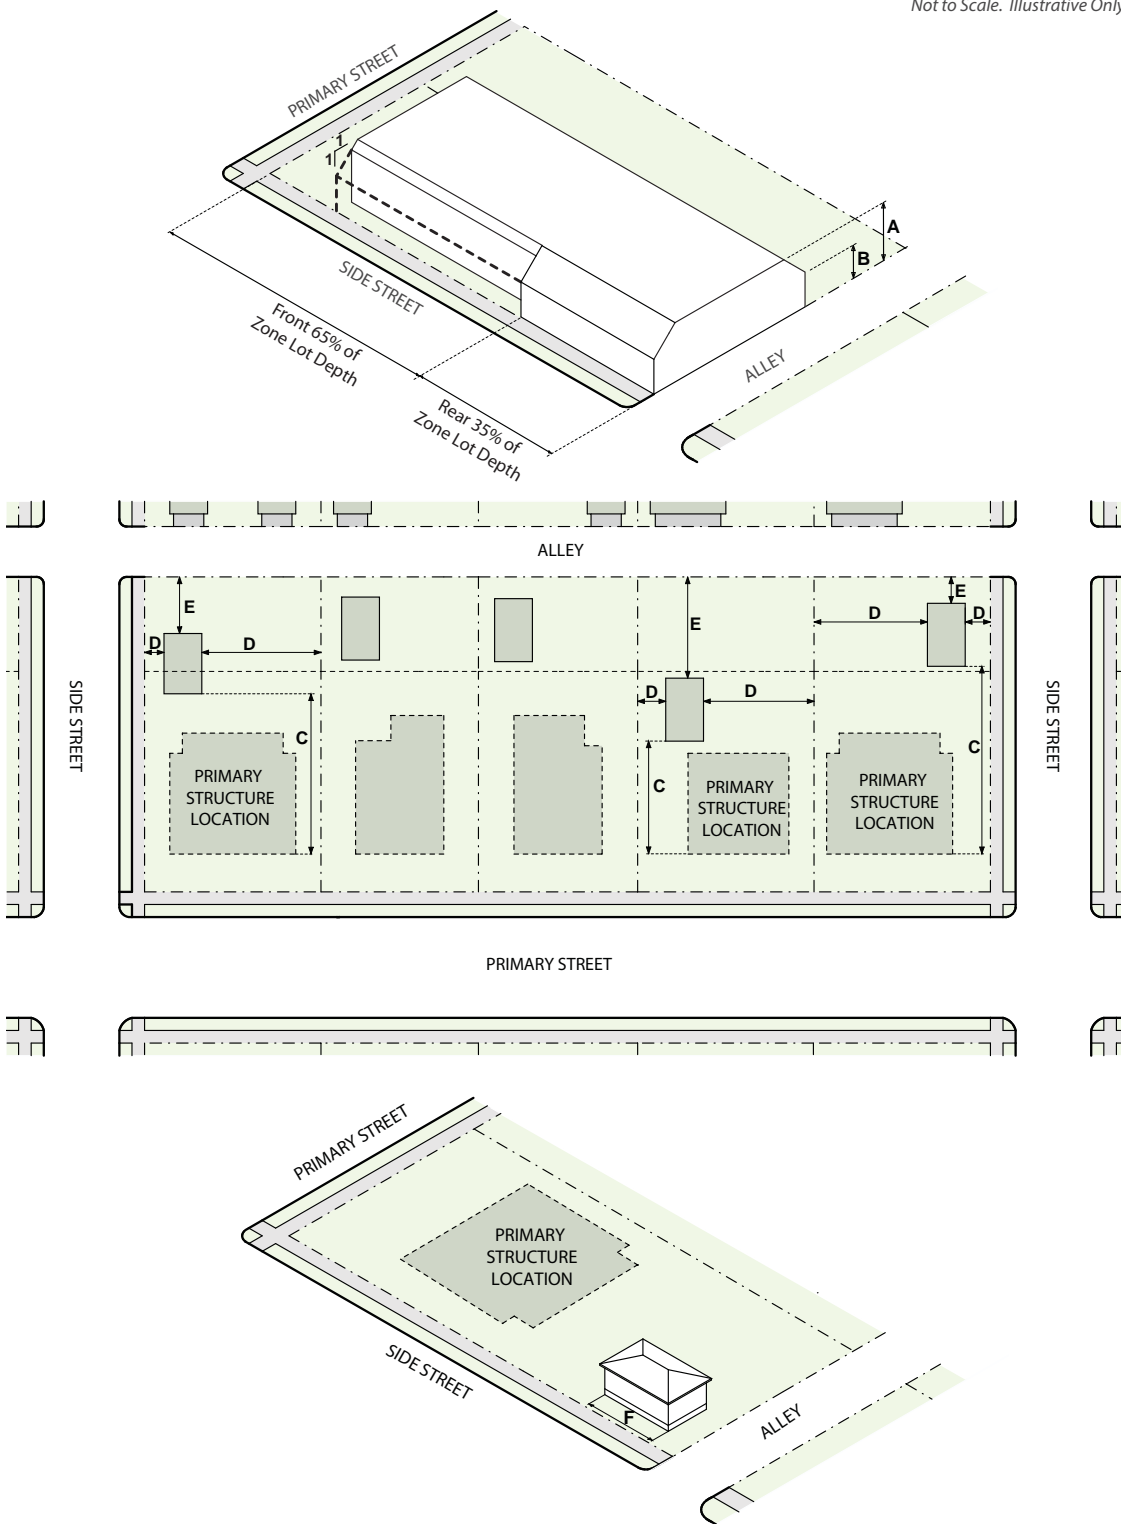 Not to Scale. Illustrative Only
PRIMARY STREET
1
1
A
B
SIDE STREET
Front 65% of
Zone Lot Depth
ALLEY
Rear 35% of
Zone Lot Depth
ALLEY
E
E
E
D
D
D
D
D
D
SIDE STREET
SIDE STREET
C
C
C
PRIMARY
STRUCTURE
LOCATION
PRIMARY
STRUCTURE
LOCATION
PRIMARY
STRUCTURE
LOCATION
PRIMARY STREET
PRIMARY STREET
PRIMARY
STRUCTURE
LOCATION
SIDE STREET
F
ALLEY